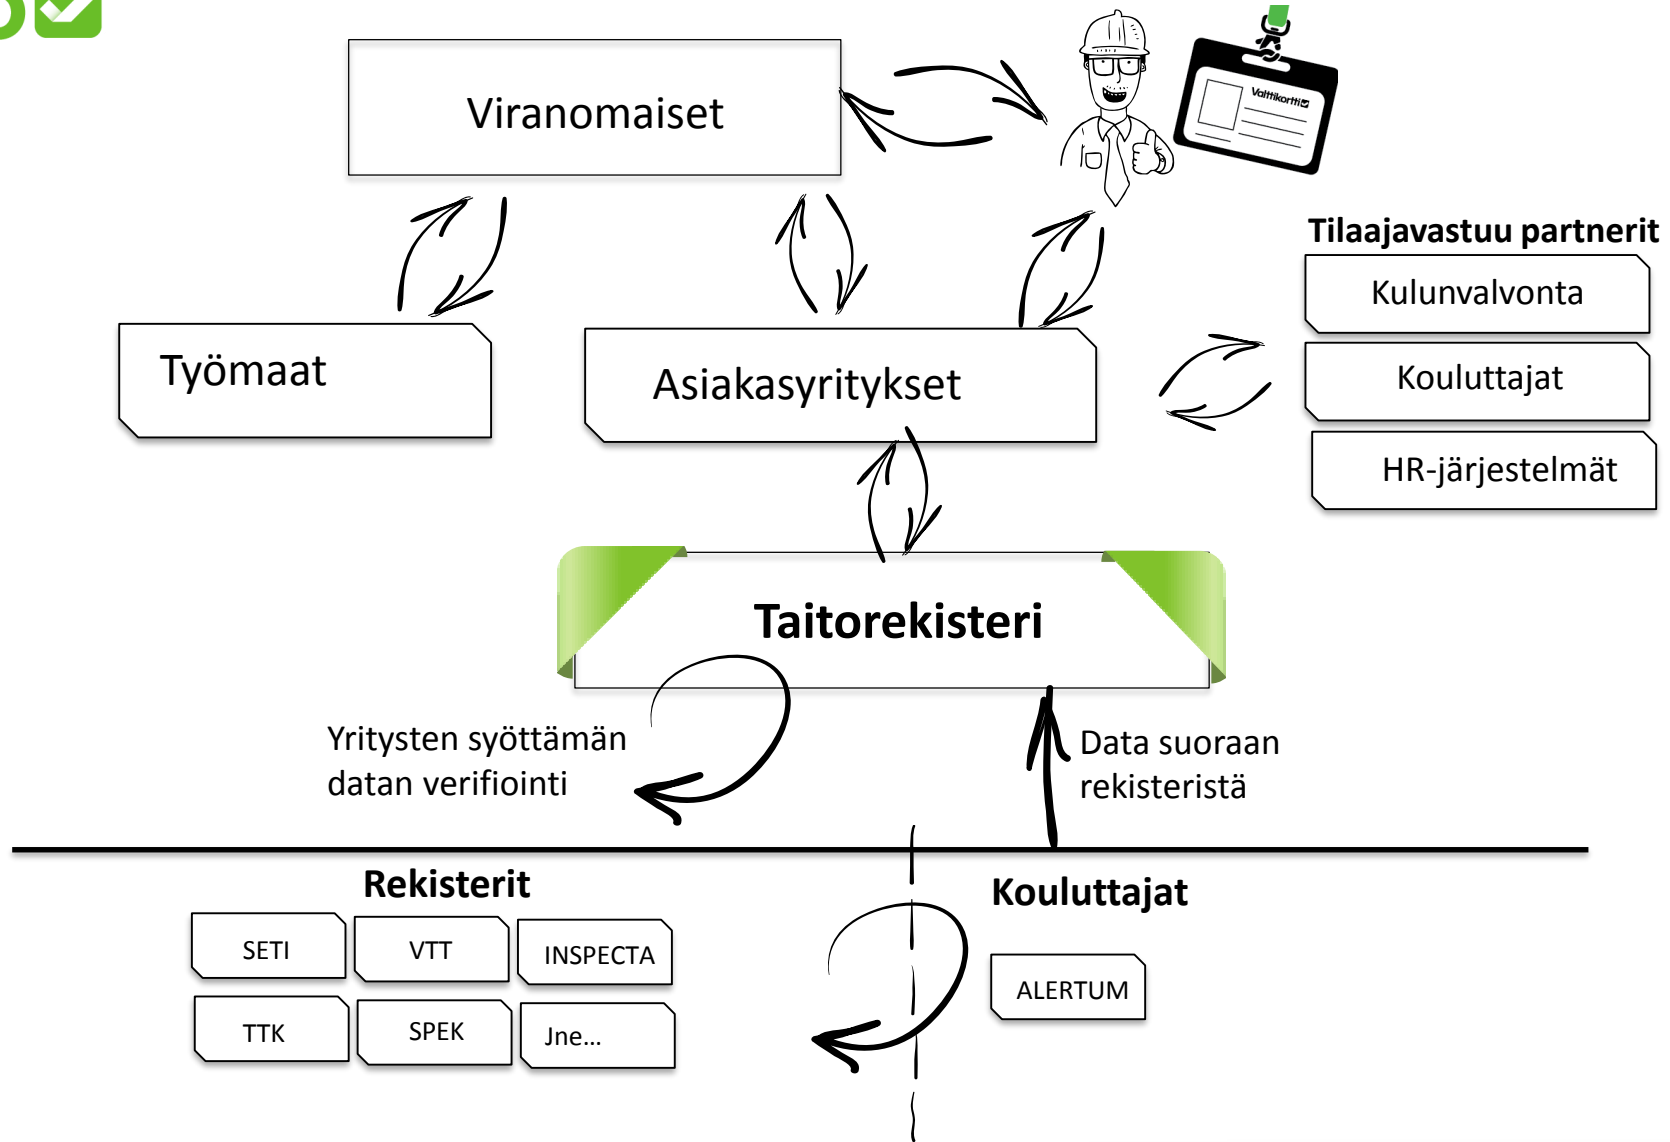 Viranomaiset
Valttikortti
Tilaajavastuu partnerit
Kulunvalvonta
Työmaat
Asiakasyritykset
Kouluttajat
HR-järjestelmät
Taitorekisteri
Yritysten syöttämän
datan verifiointi
Data suoraan
rekisteristä
Rekisterit
Kouluttajat
SETI
VTT
INSPECTA
ALERTUM
TTK
SPEK
Jne...